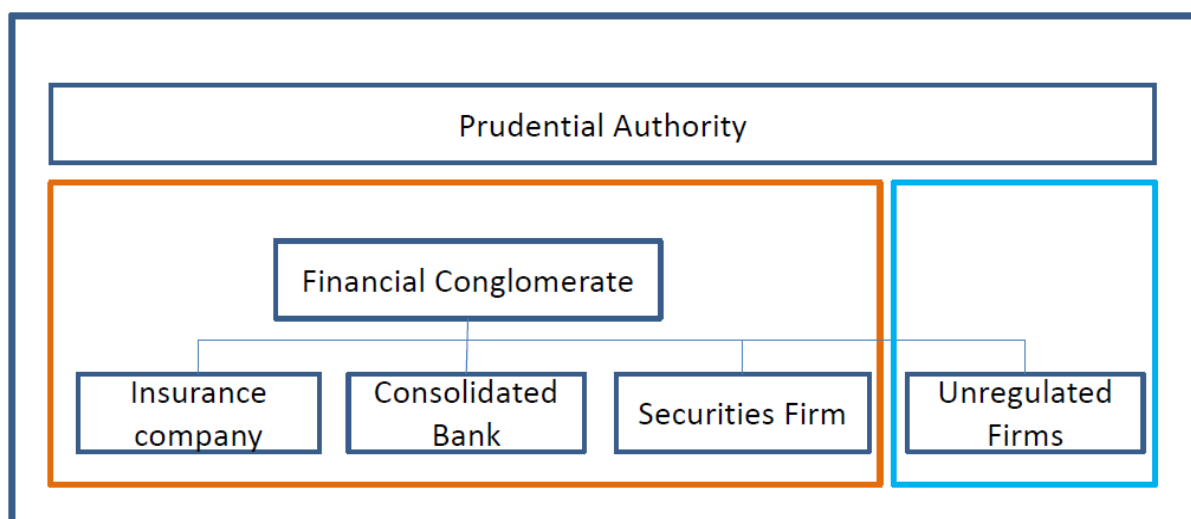 Prudential Authority
Financial Conglomerate
Insurance
company
Consolidated
Bank
Securities Firm
Unregulated
Firms